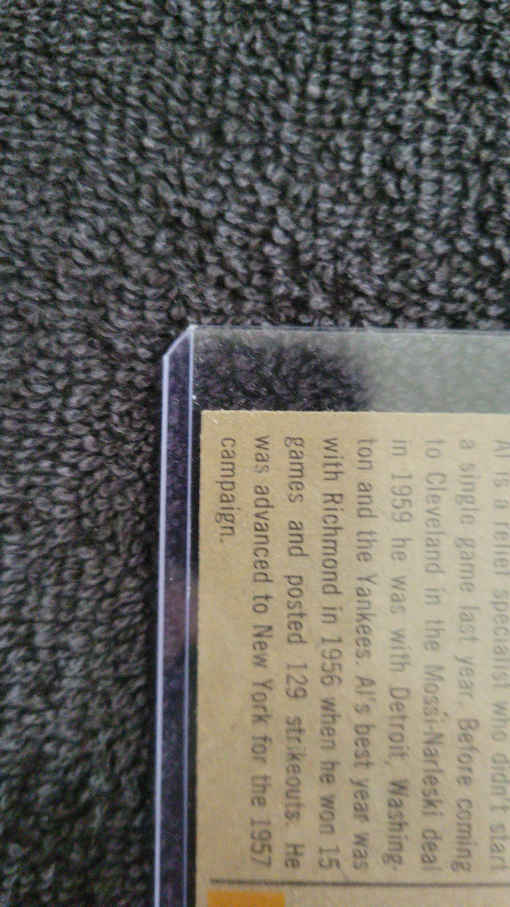 Al is a relief specialist who didn't start
a single game last year. Before coming
to Cleveland in the Mossi-Narleski deal
in 1959 he was with Detroit, Washing-
ton and the Yankees. Al's best year was
with Richmond in 1956 when he won 15
games and posted 129 strikeouts. He
was advanced to New York for the 1957
campaign.